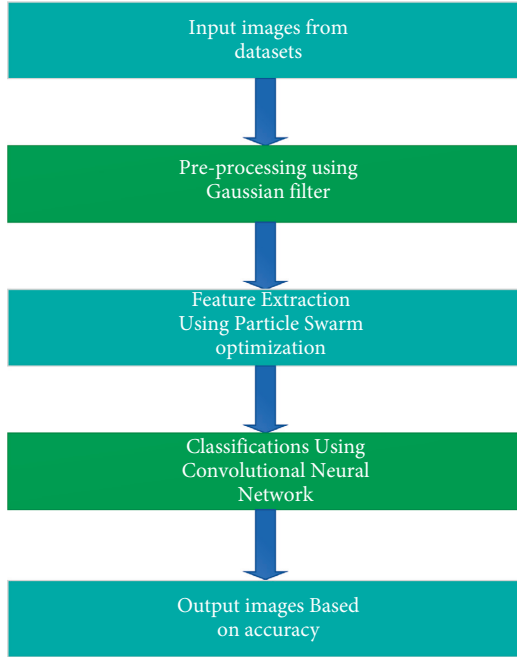 Input images from
datasets
Pre-processing using
Gaussian filter
Feature Extraction
Using Particle Swarm
optimization
Classifications Using
Convolutional Neural
Network
Output images Based
on accuracy